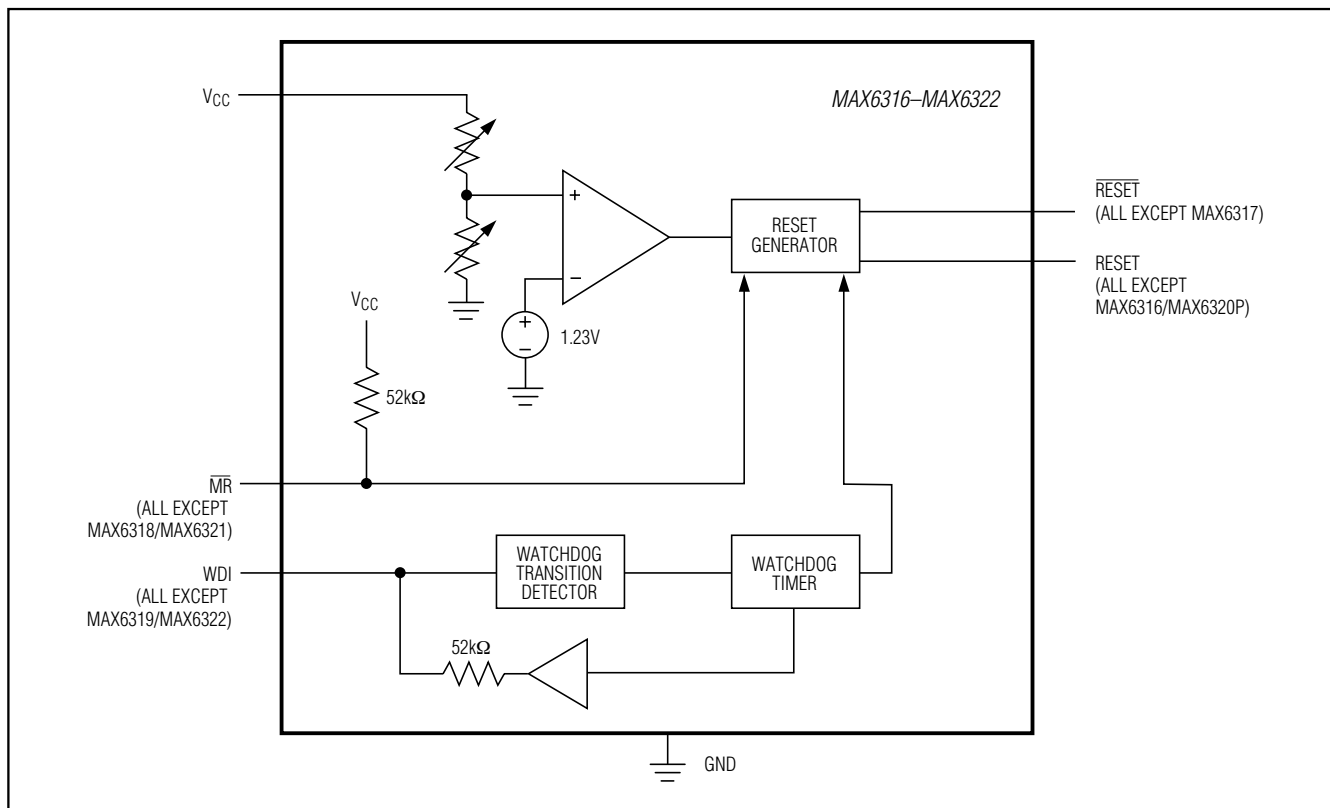 MAX6316–MAX6322
VCC
+
−
RESET
GENERATOR
RESET
(ALL EXCEPT MAX6317)
RESET
(ALL EXCEPT
MAX6316/MAX6320P)
VCC
+
−
1.23V
52kΩ
MR
(ALL EXCEPT
MAX6318/MAX6321)
WDI
(ALL EXCEPT
MAX6319/MAX6322)
WATCHDOG
TRANSITION
DETECTOR
WATCHDOG
TIMER
52kΩ
GND